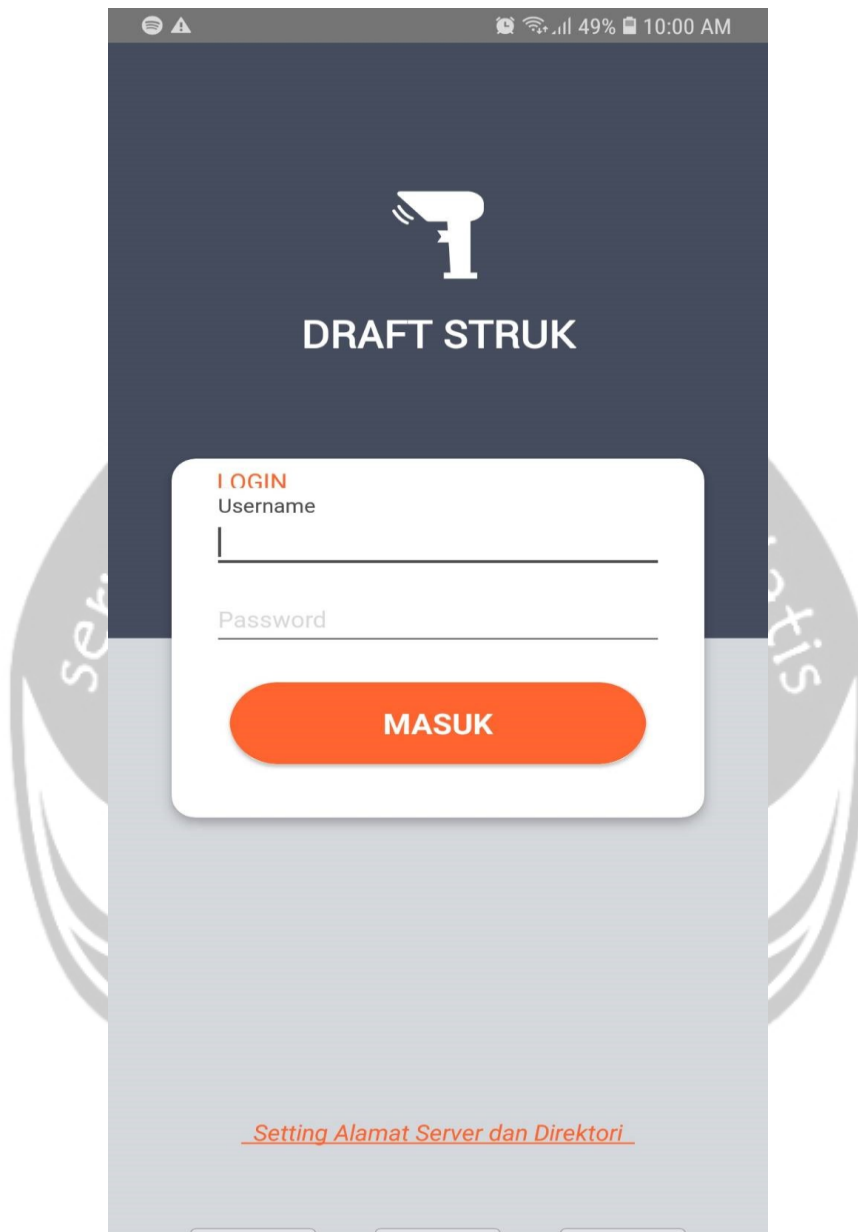 49% 10:00 AM
DRAFT STRUK
LOGIN
Username
Password
MASUK
Setting Alamat Server dan Direktori